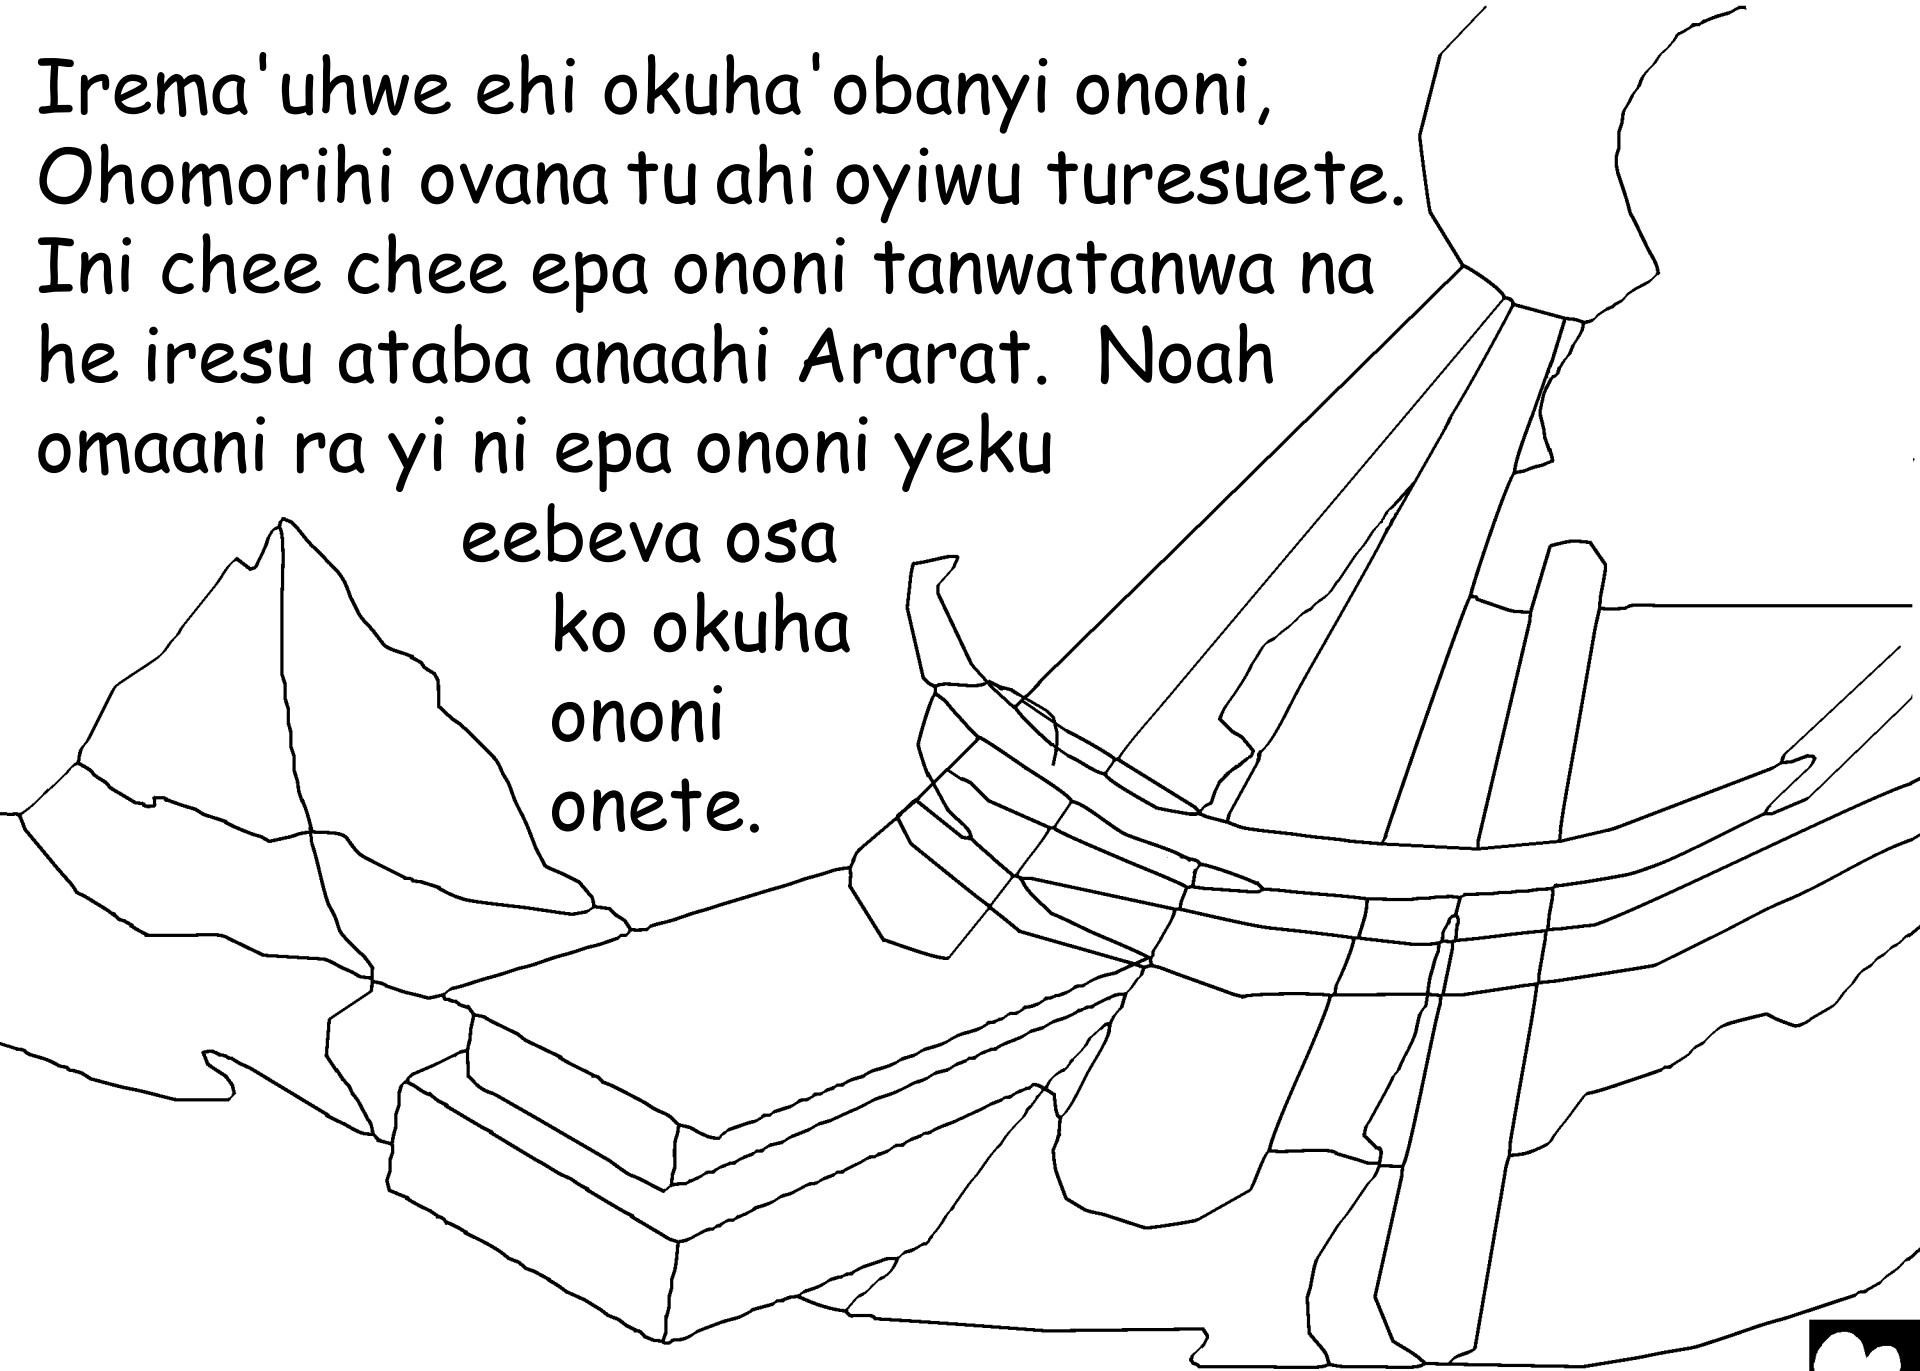 Irema'uhwe ehi okuha'obanyi ononi,
Ohomorihi ovana tu ahi oyiwu turesuete.
Ini chee chee epa ononi tanwatanwa na
he iresu ataba anaahi Ararat. Noah
omaani ra yi ni epa ononi yeku
eebeva osa
ko okuha
ononi
onete.